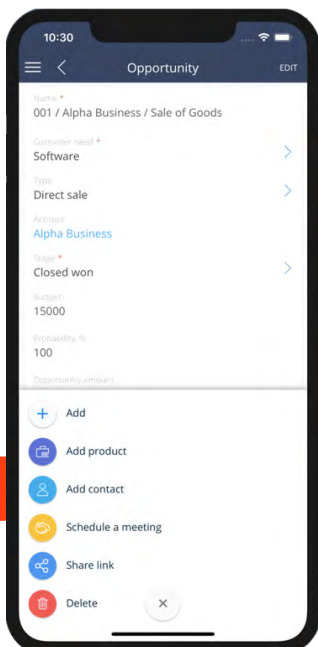 10:30
Opportunity
EDIT
Name *
001 / Alpha Business / Sale of Goods
Customer need *
Software
Type
Direct sale
Account
Alpha Business
Stage *
Closed won
Budget
15000
Probability, %
100
Opportunity amount
Add
Add product
Add contact
Schedule a meeting
Share link
Delete